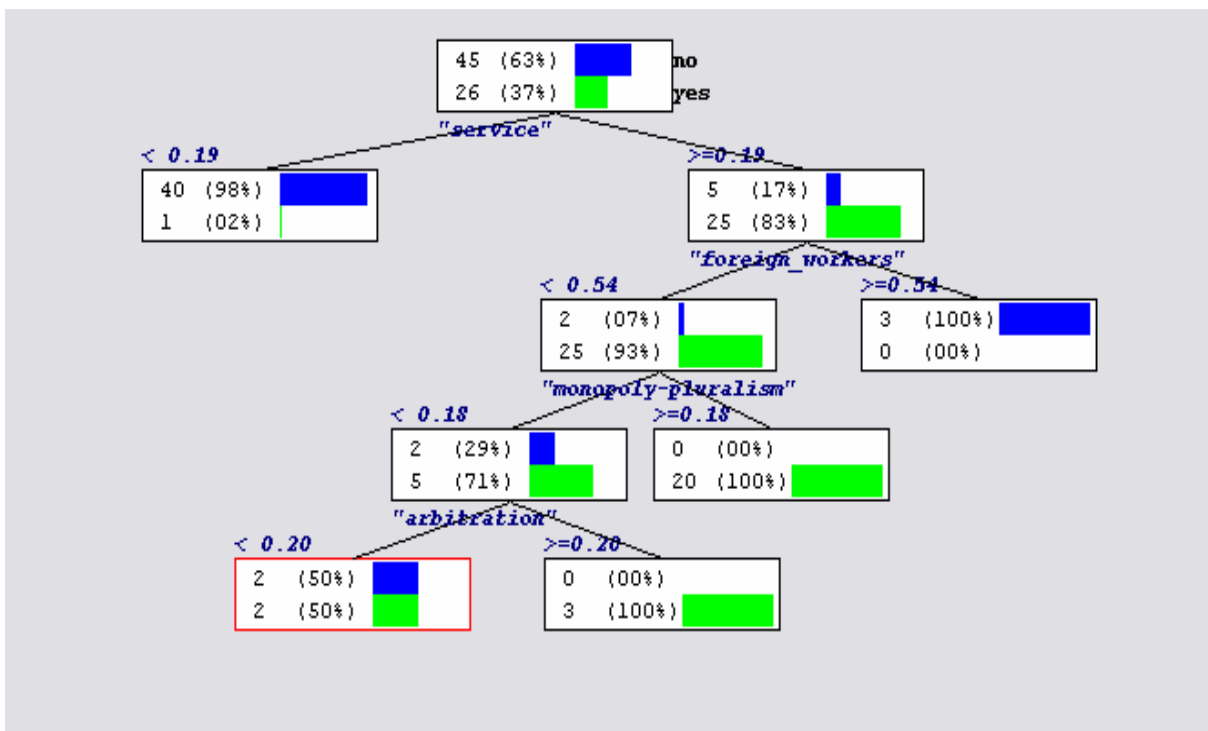 45 (63%) no
26 (37%) yes
"service"
< 0.19 >=0.19
40 (98%) 5 (17%)
1 (02%) 25 (83%)
"foreign_workers"
< 0.54 >=0.54
2 (07%) 3 (100%)
25 (93%) 0 (00%)
"monopoly-pluralism"
< 0.18 >=0.18
2 (29%) 0 (00%)
5 (71%) 20 (100%)
"arbitration"
< 0.20 >=0.20
2 (50%) 0 (00%)
2 (50%) 3 (100%)